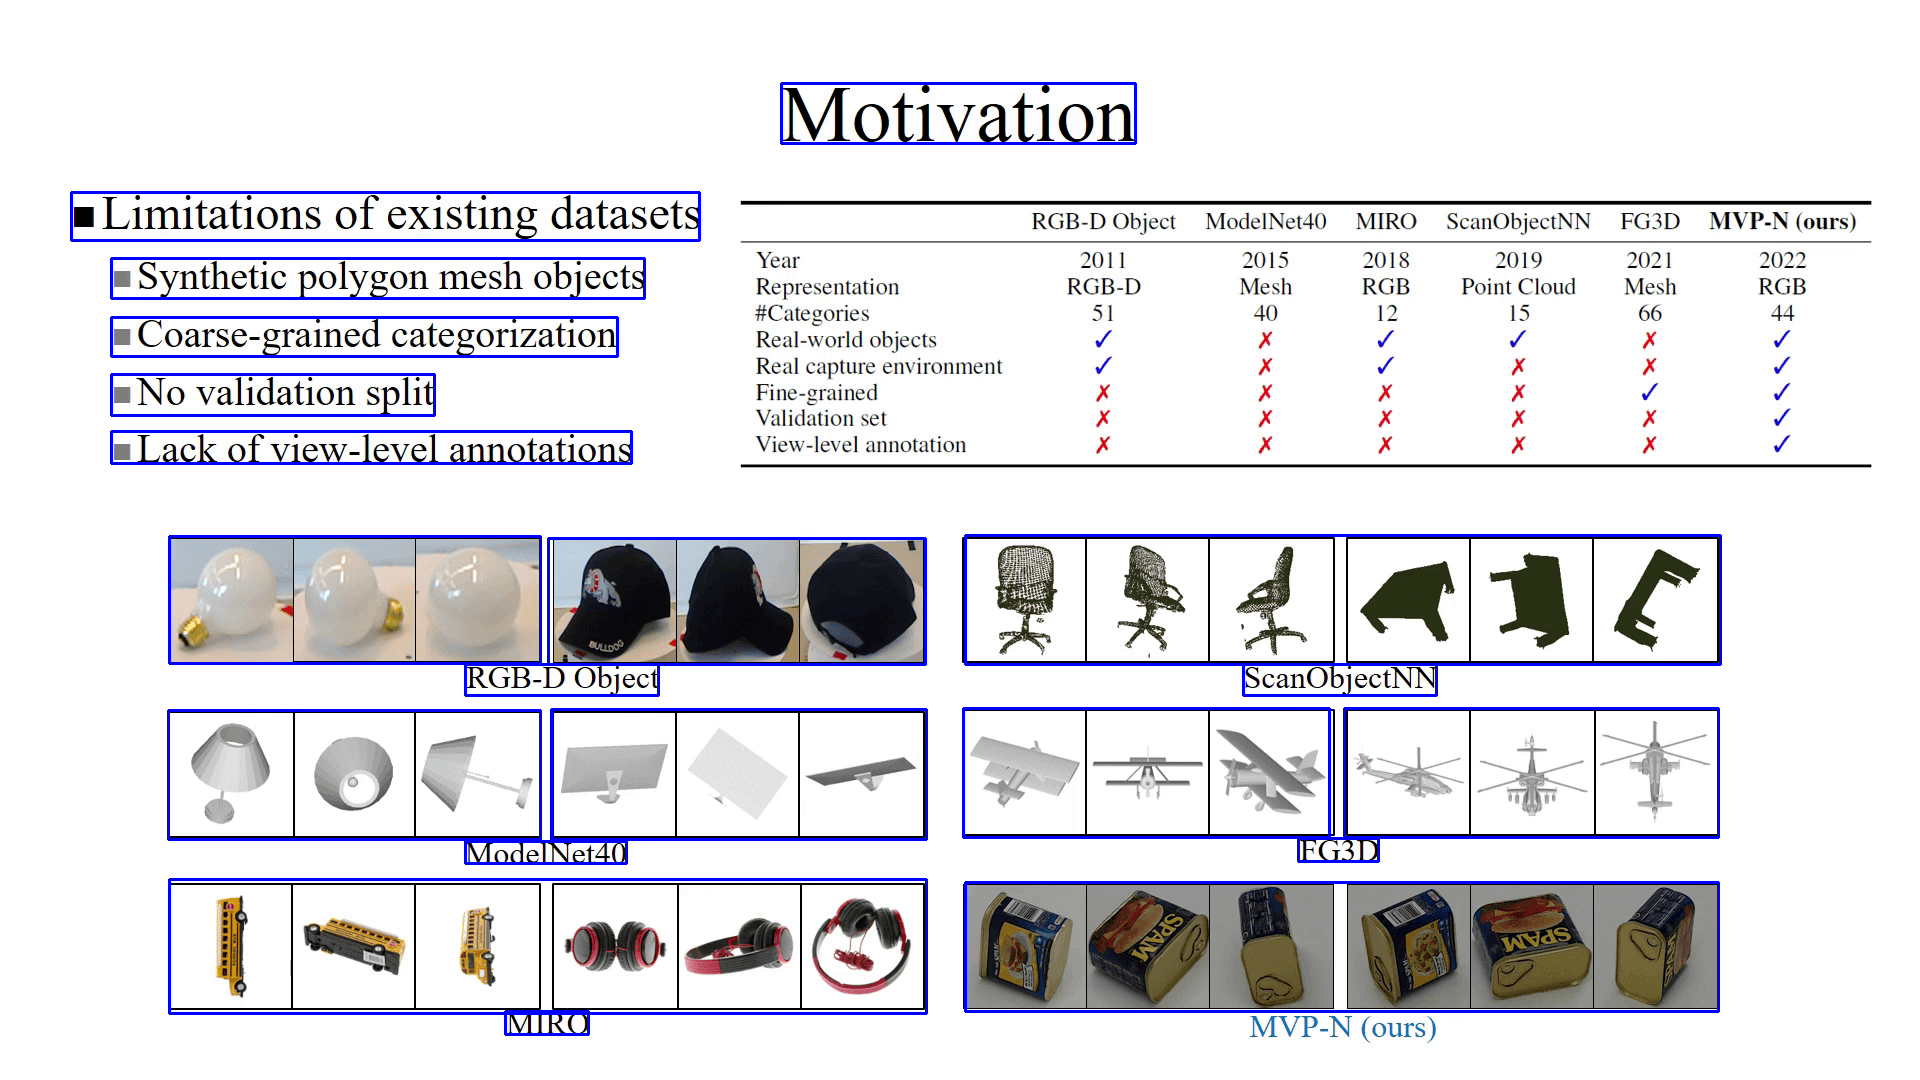 Motivation
■ Limitations of existing datasets
■ Synthetic polygon mesh objects
■ Coarse-grained categorization
■ No validation split
■ Lack of view-level annotations
RGB-D Object ModelNet40 MIRO ScanObjectNN FG3D MVP-N (ours)
Year 2011 2015 2018 2019 2021 2022
Representation RGB-D Mesh RGB Point Cloud Mesh RGB
#Categories 51 40 12 15 66 44
Real-world objects ✓ ✗ ✓ ✓ ✗ ✓
Real capture environment ✓ ✗ ✓ ✗ ✗ ✓
Fine-grained ✗ ✗ ✗ ✗ ✓ ✓
Validation set ✗ ✗ ✗ ✗ ✗ ✓
View-level annotation ✗ ✗ ✗ ✗ ✗ ✓
BULLDOG
RGB-D Object
ScanObjectNN
ModelNet40
FG3D
SPAM
SPAM
MIRO
MVP-N (ours)